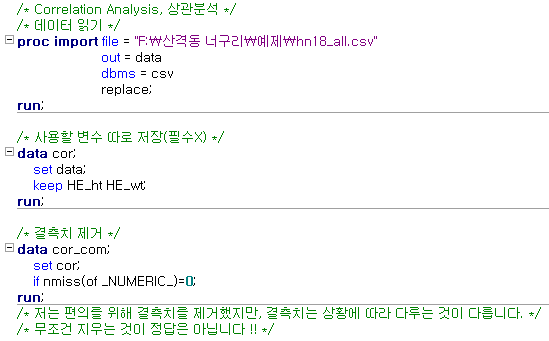 /* Correlation Analysis, 상관분석 */
/* 데이터 읽기 */
proc import file = "F:₩산격동 너구리₩예제₩hn18_all.csv"
out = data
dbms = csv
replace;
run;
/* 사용할 변수 따로 저장(필수X) */
data cor;
set data;
keep HE_ht HE_wt;
run;
/* 결측치 제거 */
data cor_com;
set cor;
if nmiss(of _NUMERIC_)=0;
run;
/* 저는 편의를 위해 결측치를 제거했지만, 결측치는 상황에 따라 다루는 것이 다릅니다. */
/* 무조건 지우는 것이 정답은 아닙니다 !! */